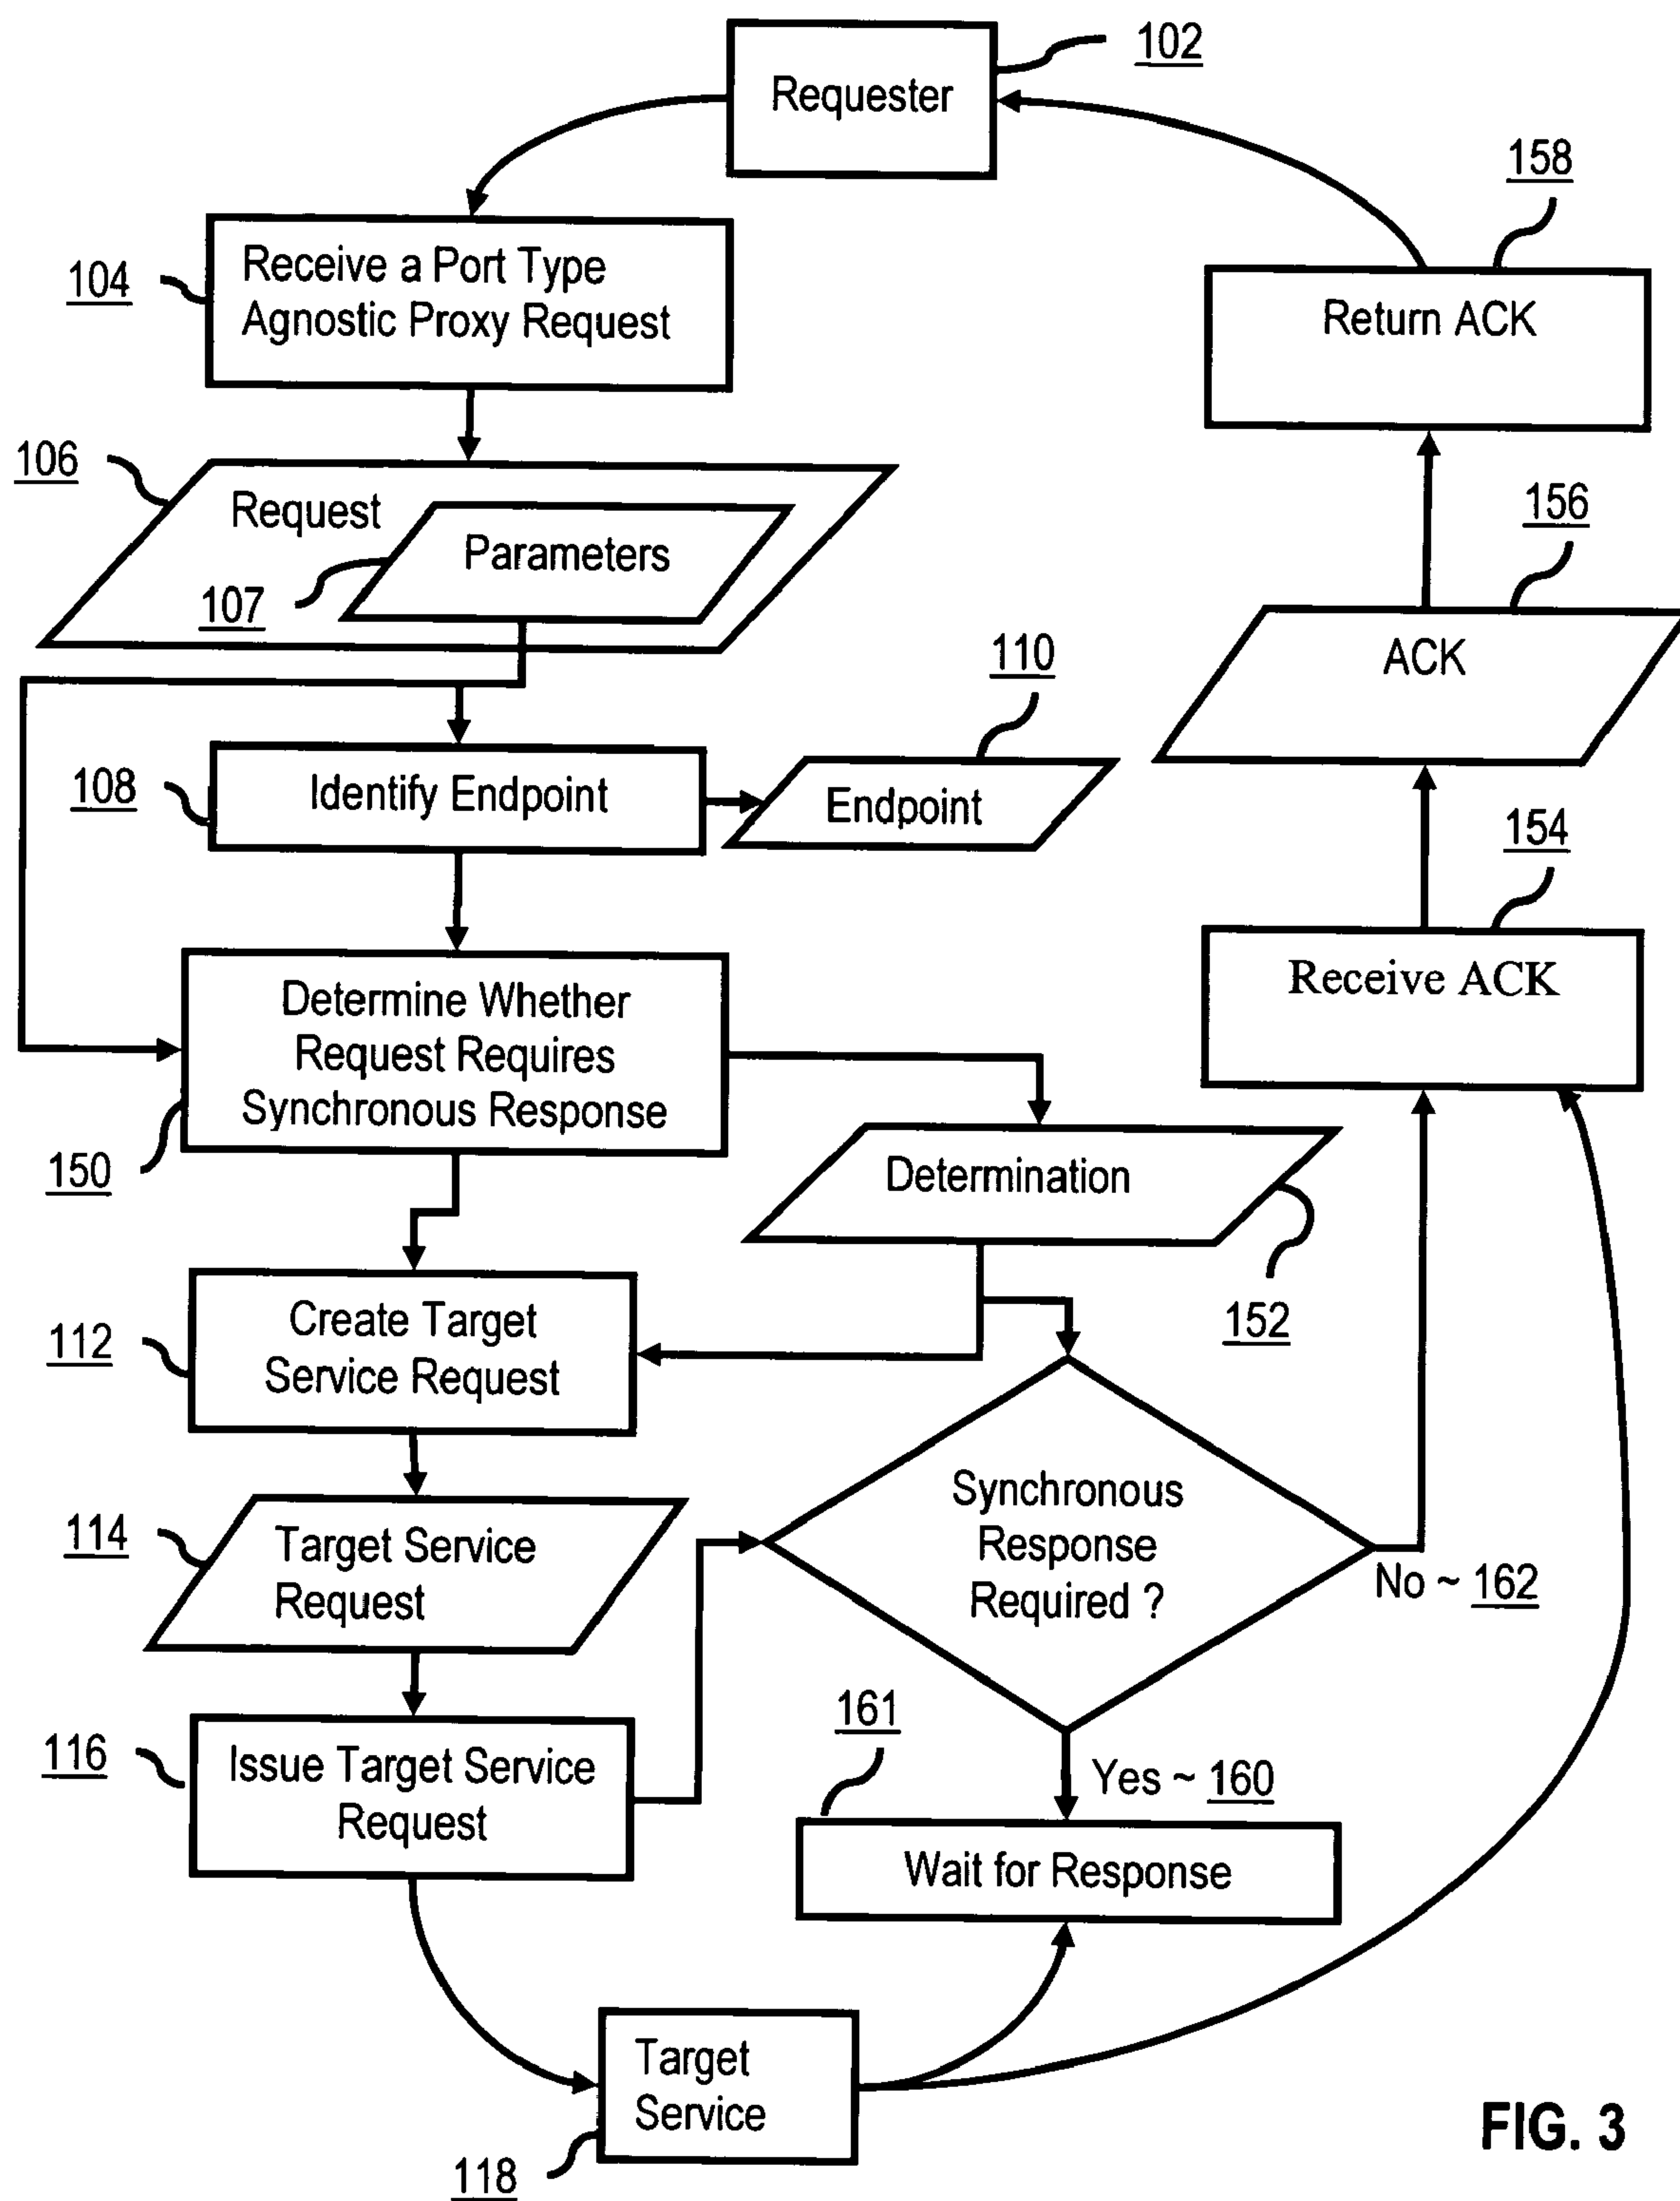 102
Requester
158
104
Receive a Port Type
Agnostic Proxy Request
Return ACK
106
Request
Parameters
107
156
ACK
110
108
Identify Endpoint
Endpoint
154
Receive ACK
Determine Whether
Request Requires
Synchronous Response
150
Determination
152
112
Create Target
Service Request
114
Target Service
Request
Synchronous
Response
Required ?
No ~ 162
161
Yes ~ 160
116
Issue Target Service
Request
Wait for Response
Target
Service
118
FIG. 3